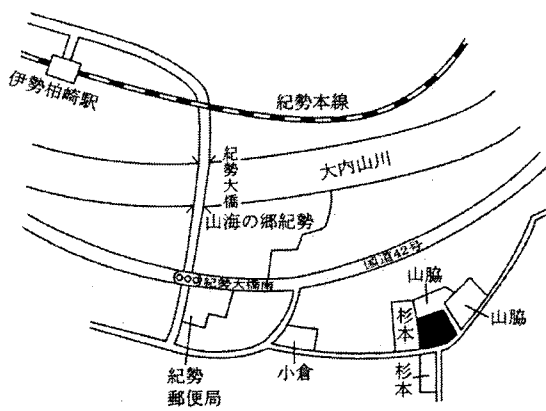 伊勢柏崎駅
紀勢本線
紀勢大橋
大内山川
山海の郷紀勢
国道42号
紀勢大橋南
山脇
杉本
山脇
小倉
杉本
紀勢
郵便局